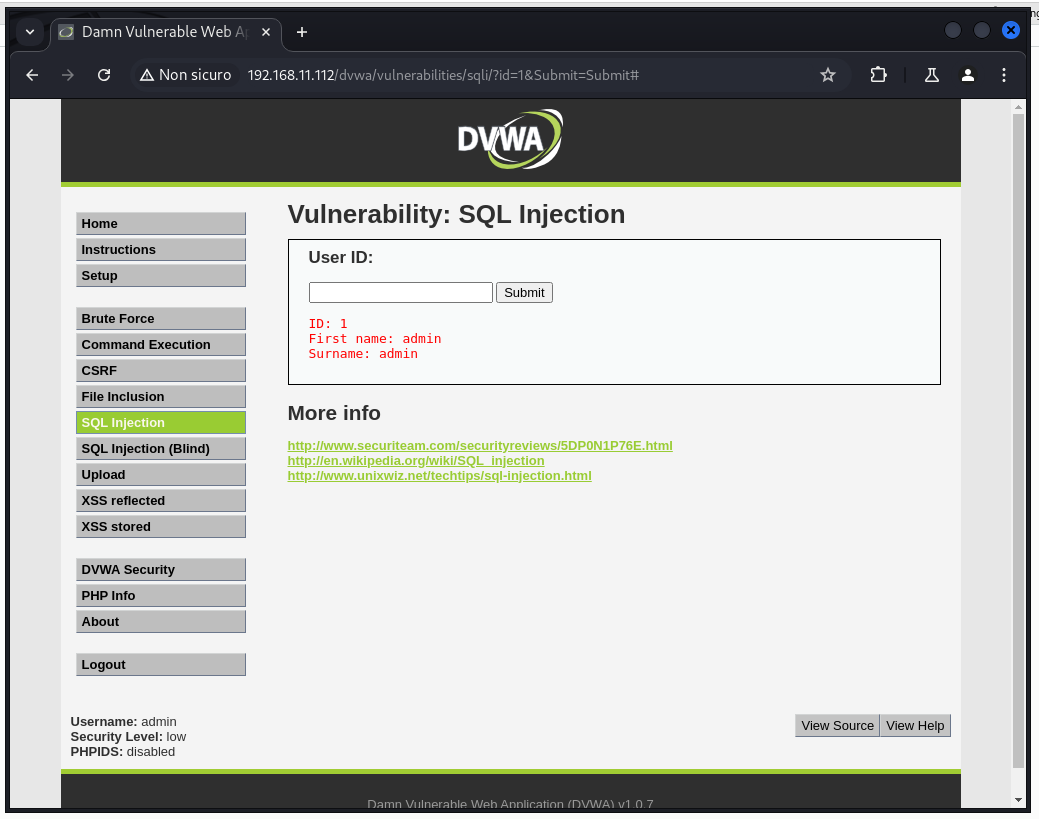 Damn Vulnerable Web Ap
Non sicuro 192.168.11.112/dvwa/vulnerabilities/sqli/?id=1&Submit=Submit#
DVWA
Home
Instructions
Setup
Brute Force
Command Execution
CSRF
File Inclusion
SQL Injection
SQL Injection (Blind)
Upload
XSS reflected
XSS stored
DVWA Security
PHP Info
About
Logout
Vulnerability: SQL Injection
User ID:
Submit
ID: 1
First name: admin
Surname: admin
More info
http://www.securiteam.com/securityreviews/5DP0N1P76E.html
http://en.wikipedia.org/wiki/SQL_injection
http://www.unixwiz.net/techtips/sql-injection.html
Username: admin
Security Level: low
PHPIDS: disabled
View Source View Help
Damn Vulnerable Web Application (DVWA) v1.0.7